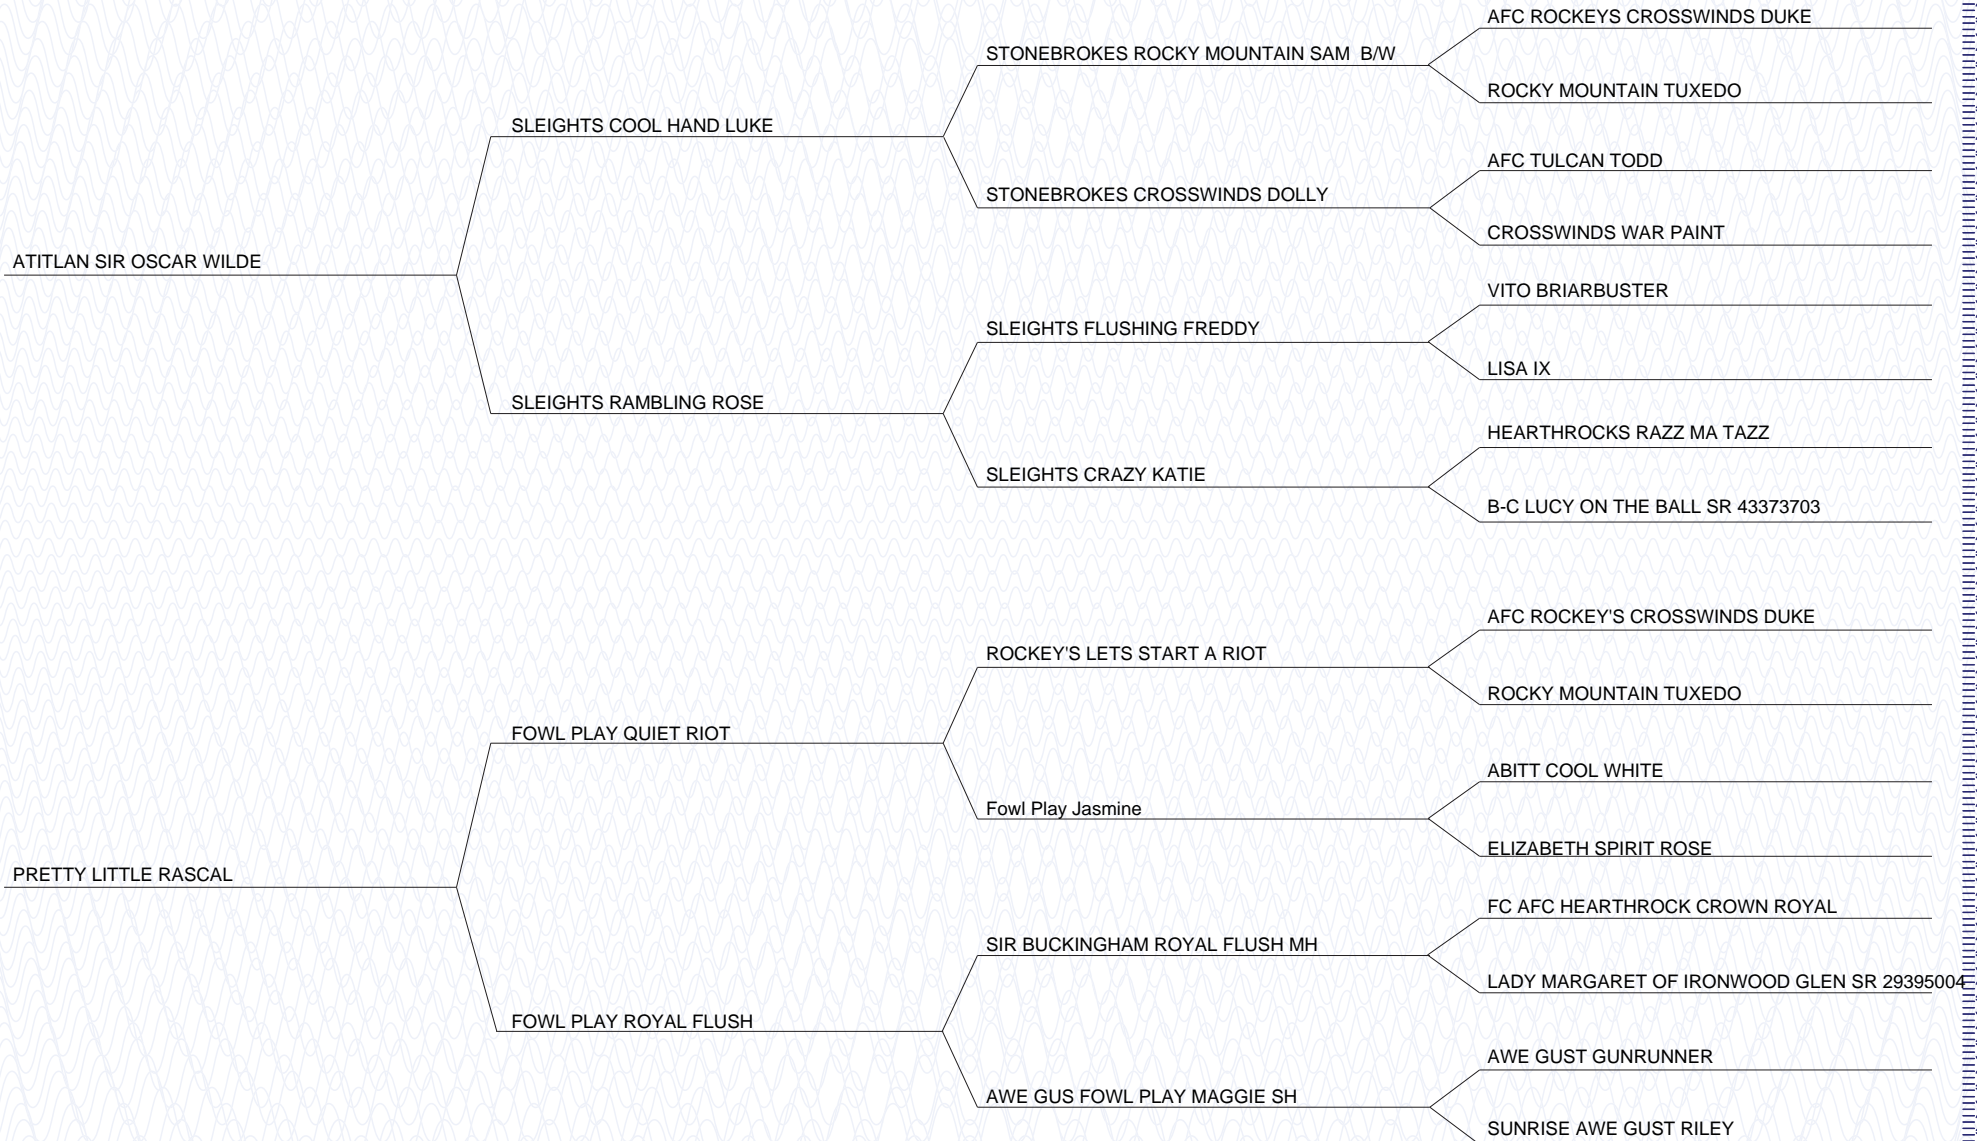 AFC ROCKEYS CROSSWINDS DUKE
STONEBROKES ROCKY MOUNTAIN SAM  B/W
ROCKY MOUNTAIN TUXEDO
SLEIGHTS COOL HAND LUKE
AFC TULCAN TODD
STONEBROKES CROSSWINDS DOLLY
CROSSWINDS WAR PAINT
ATITLAN SIR OSCAR WILDE
VITO BRIARBUSTER
SLEIGHTS FLUSHING FREDDY
LISA IX
SLEIGHTS RAMBLING ROSE
HEARTHROCKS RAZZ MA TAZZ
SLEIGHTS CRAZY KATIE
B-C LUCY ON THE BALL SR 43373703
AFC ROCKEY'S CROSSWINDS DUKE
ROCKEY'S LETS START A RIOT
ROCKY MOUNTAIN TUXEDO
FOWL PLAY QUIET RIOT
ABITT COOL WHITE
Fowl Play Jasmine
ELIZABETH SPIRIT ROSE
PRETTY LITTLE RASCAL
FC AFC HEARTHROCK CROWN ROYAL
SIR BUCKINGHAM ROYAL FLUSH MH
LADY MARGARET OF IRONWOOD GLEN SR 29395004
FOWL PLAY ROYAL FLUSH
AWE GUST GUNRUNNER
AWE GUS FOWL PLAY MAGGIE SH
SUNRISE AWE GUST RILEY